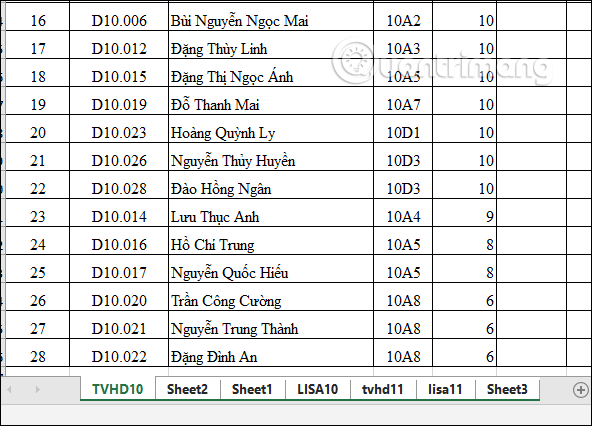 16 D10.006 Bùi Nguyễn Ngọc Mai 10A2 10
17 D10.012 Đặng Thùy Linh 10A3 10
18 D10.015 Đặng Thị Ngọc Ánh 10A5 10
19 D10.019 Đỗ Thanh Mai 10A7 10
20 D10.023 Hoàng Quỳnh Ly 10D1 10
21 D10.026 Nguyễn Thủy Huyền 10D3 10
22 D10.028 Đào Hồng Ngân 10D3 10
23 D10.014 Lưu Thục Anh 10A4 9
24 D10.016 Hồ Chí Trung 10A5 8
25 D10.017 Nguyễn Quốc Hiếu 10A5 8
26 D10.020 Trần Công Cường 10A8 6
27 D10.021 Nguyễn Trung Thành 10A8 6
28 D10.022 Đặng Đình An 10A8 6
Quantrimang
TVHD10 Sheet2 Sheet1 LISA10 tvhd11 lisa11 Sheet3